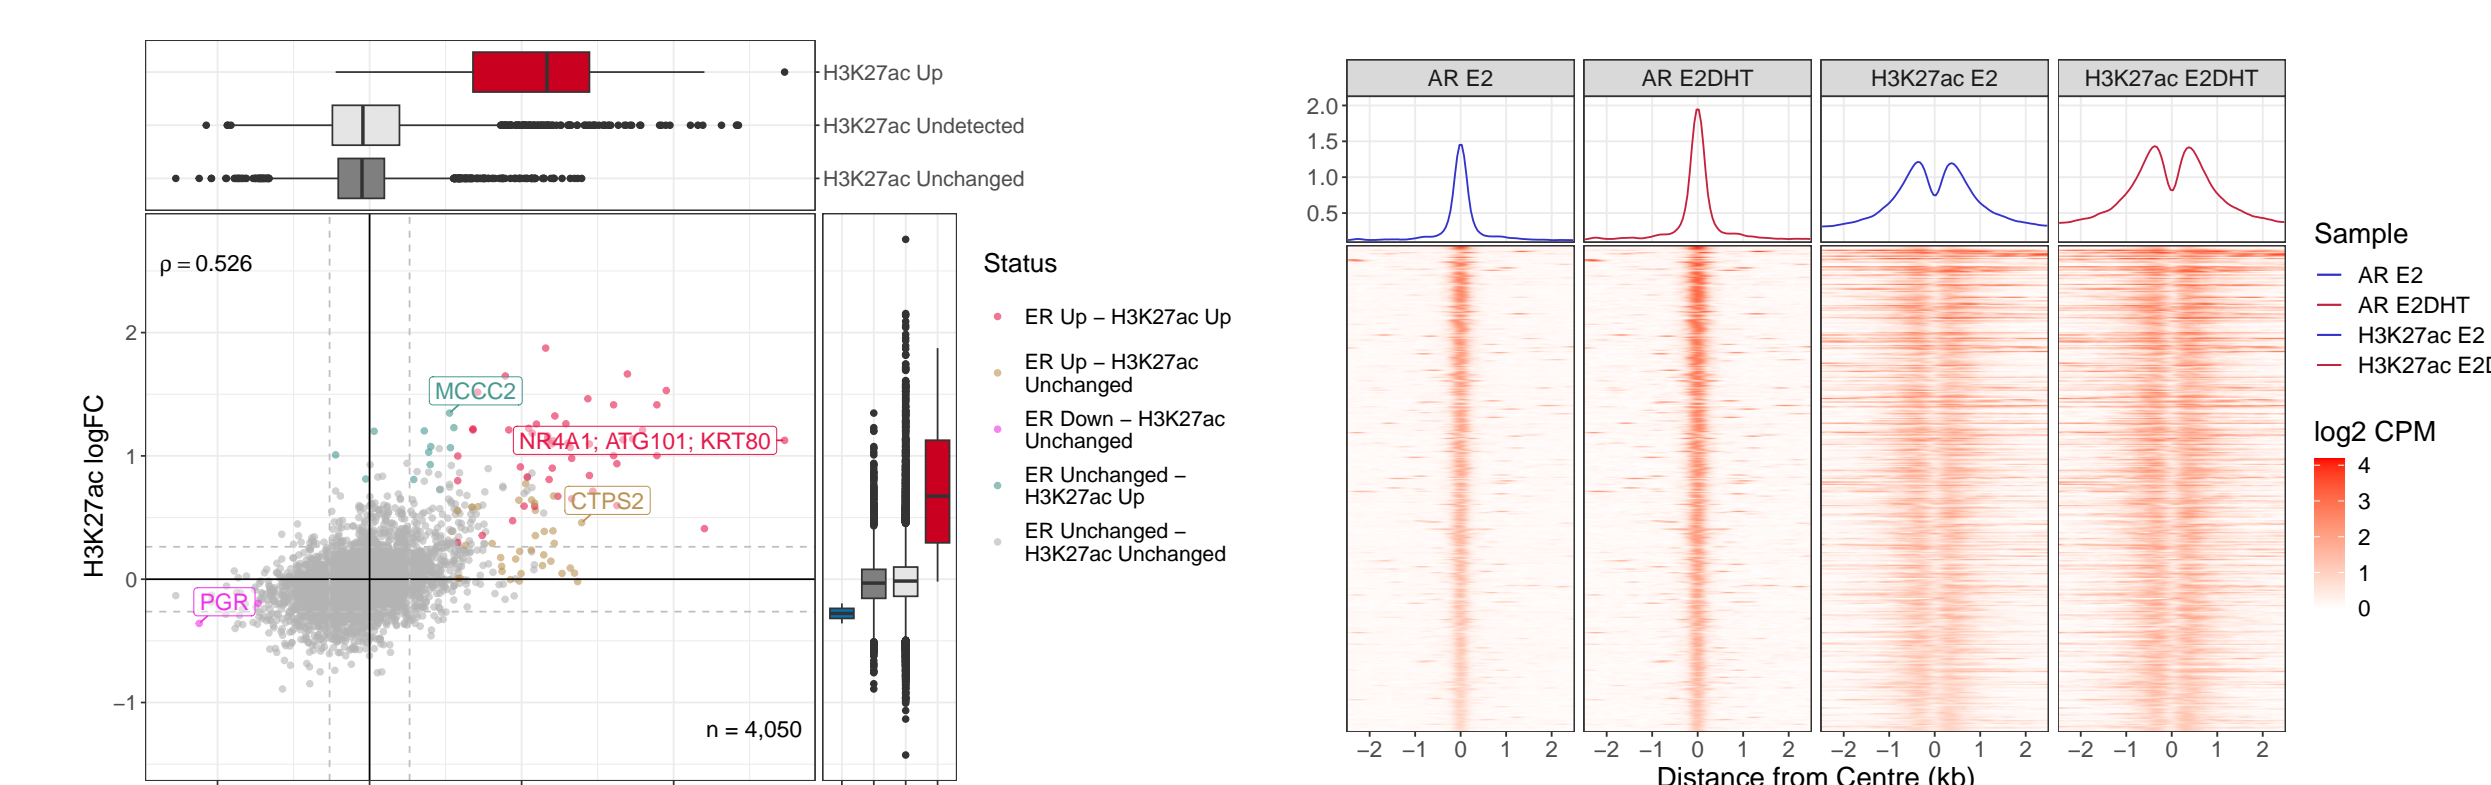 H3K27ac Up
H3K27ac Undetected
H3K27ac Unchanged
ρ = 0.526
H3K27ac logFC
2
1
0
−1
MCCC2
NR4A1; ATG101; KRT80
CTPS2
PGR
n = 4,050
Status
ER Up − H3K27ac Up
ER Up − H3K27ac
Unchanged
ER Down − H3K27ac
Unchanged
ER Unchanged −
H3K27ac Up
ER Unchanged −
H3K27ac Unchanged
AR E2
AR E2DHT
H3K27ac E2
H3K27ac E2DHT
2.0
1.5
1.0
0.5
−2 −1 0 1 2
−2 −1 0 1 2
−2 −1 0 1 2
−2 −1 0 1 2
Distance from Centre (kb)
Sample
AR E2
AR E2DHT
H3K27ac E2
H3K27ac E2
log2 CPM
4
3
2
1
0